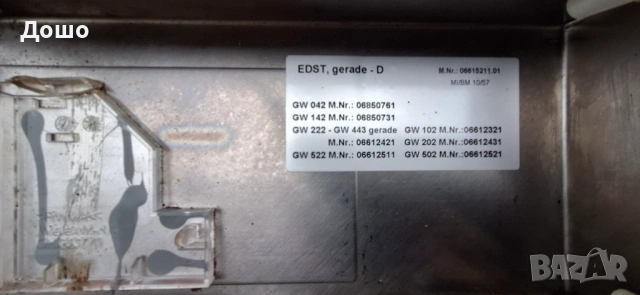 Дошо
EDST, gerade - D M.Nr.: 06615211.01
MI/BM 10/57
GW 042 M.Nr.: 06850761
GW 142 M.Nr.: 06850731
GW 222 - GW 443 gerade GW 102 M.Nr.:06612321
M.Nr.: 06612421 GW 202 M.Nr.:06612431
GW 522 M.Nr.: 06612511 GW 502 M.Nr.:06612521
BAZAR